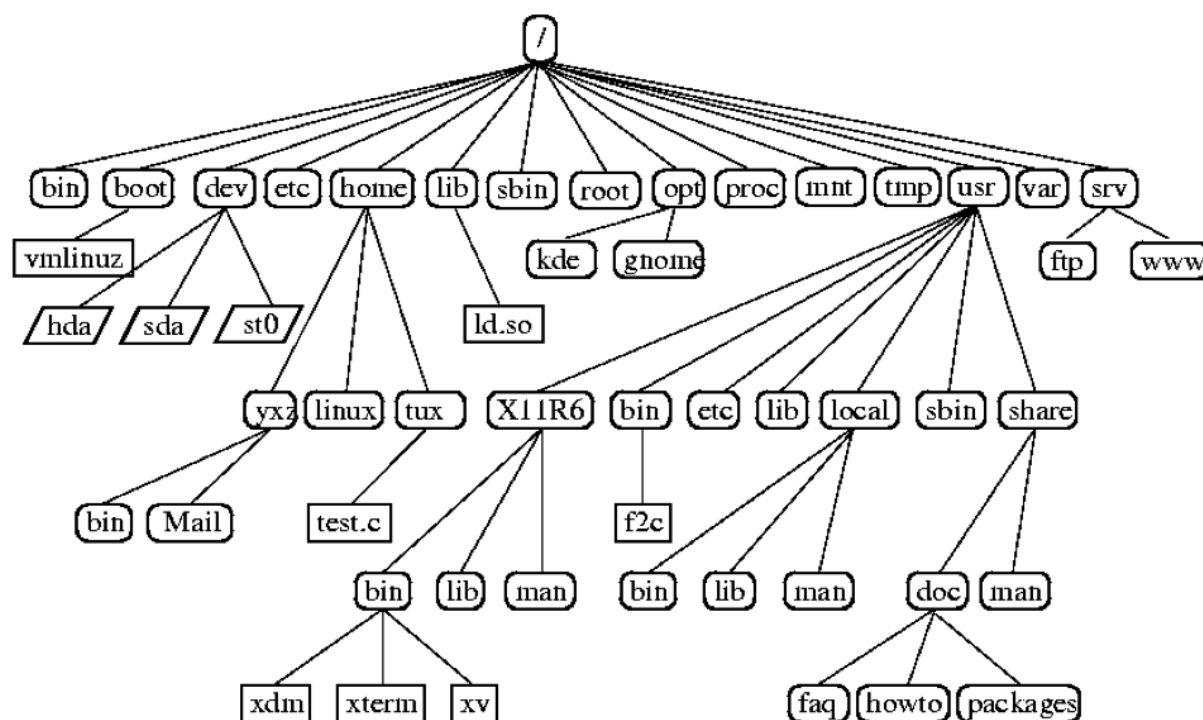 /
bin boot dev etc home lib sbin root opt proc mnt tmp usr var srv
vmlinuz kde gnome ftp www
hda sda st0 ld.so
yxz linux tux X11R6 bin etc lib local sbin share
bin Mail test.c f2c
bin lib man bin lib man doc man
xdm xterm xv faq howto packages